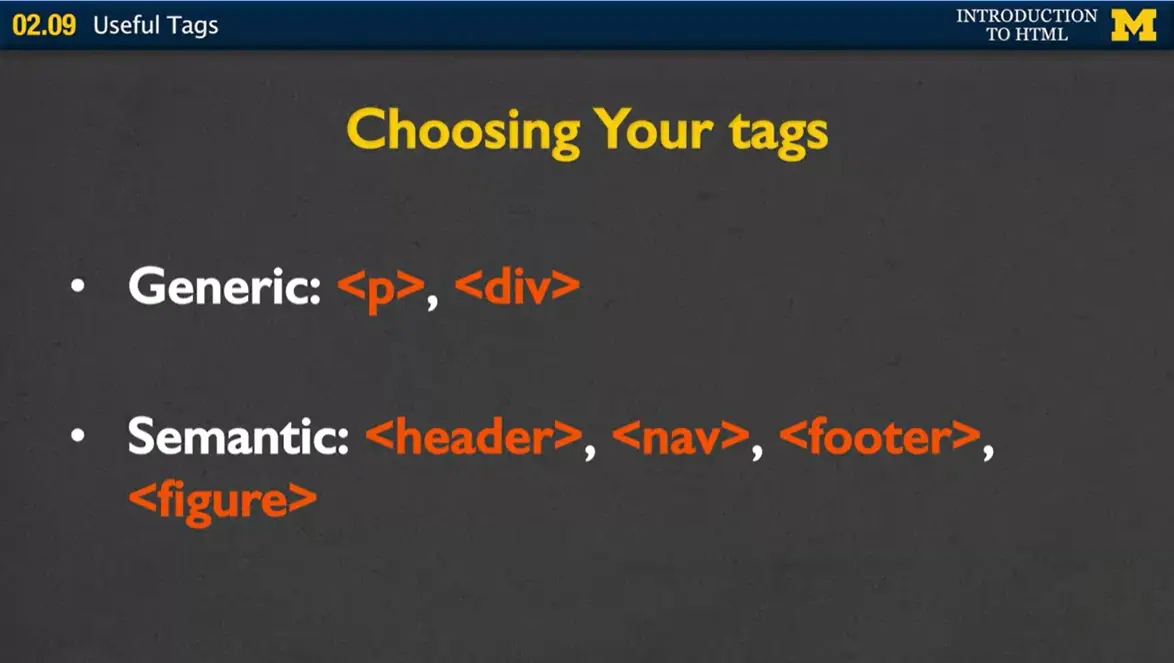 02.09 Useful Tags
INTRODUCTION
TO HTML
M
Choosing Your tags
• Generic: <p>, <div>
• Semantic: <header>, <nav>, <footer>,
<figure>